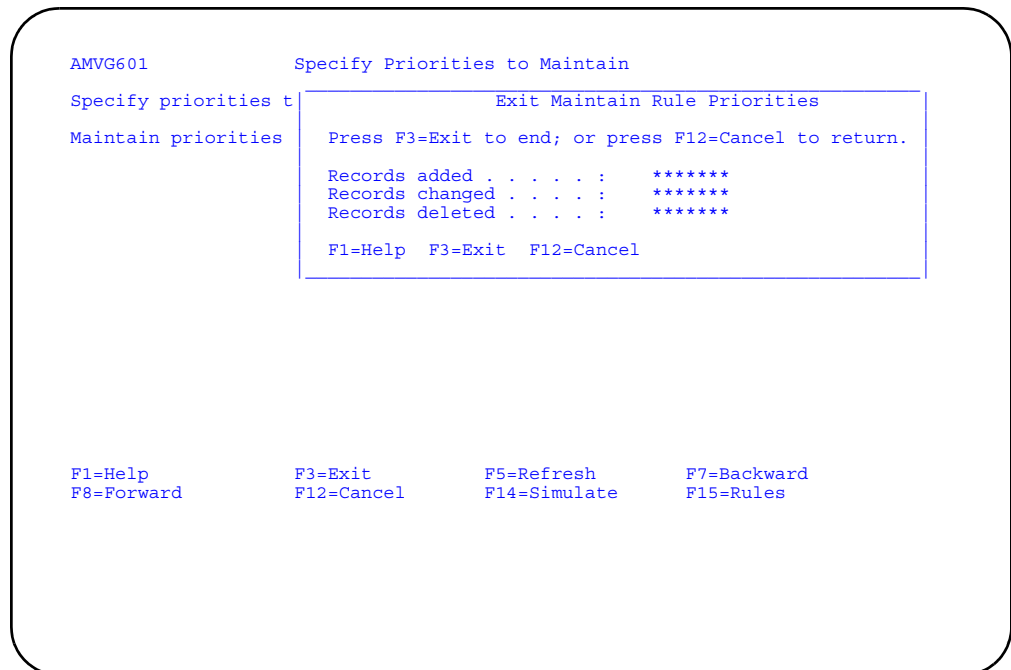 AMVG601 Specify Priorities to Maintain
Specify priorities t Exit Maintain Rule Priorities
Maintain priorities Press F3=Exit to end; or press F12=Cancel to return.
Records added . . . . . : *******
Records changed . . . . : *******
Records deleted . . . . : *******
F1=Help F3=Exit F12=Cancel
F1=Help F3=Exit F5=Refresh F7=Backward
F8=Forward F12=Cancel F14=Simulate F15=Rules